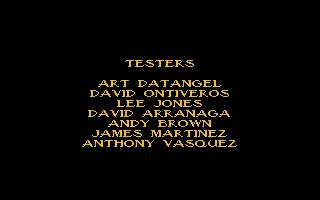 TESTERS
ART DATANGEL
DAVID ONTIVEROS
LEE JONES
DAVID ARRANAGA
ANDY BROWN
JAMES MARTINEZ
ANTHONY VASQUEZ